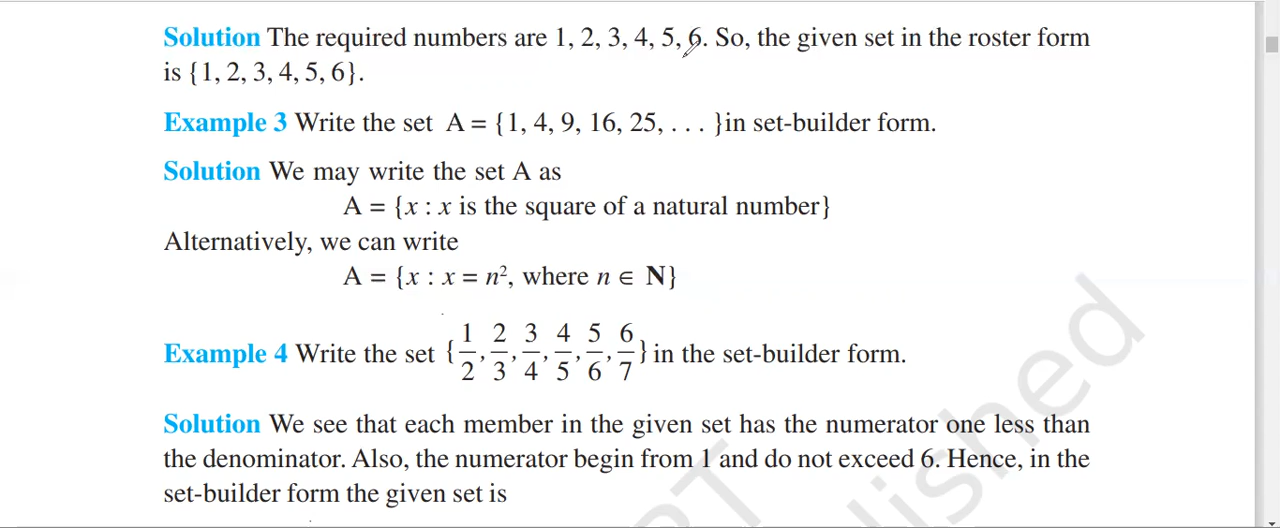 Solution The required numbers are 1, 2, 3, 4, 5, 6. So, the given set in the roster form
is {1, 2, 3, 4, 5, 6}.
Example 3 Write the set A = {1, 4, 9, 16, 25, . . . }in set-builder form.
Solution We may write the set A as
A = {x : x is the square of a natural number}
Alternatively, we can write
A = {x : x = n², where n ∈ N}
Example 4 Write the set {1/2, 2/3, 3/4, 4/5, 5/6, 6/7} in the set-builder form.
Solution We see that each member in the given set has the numerator one less than
the denominator. Also, the numerator begin from 1 and do not exceed 6. Hence, in the
set-builder form the given set is